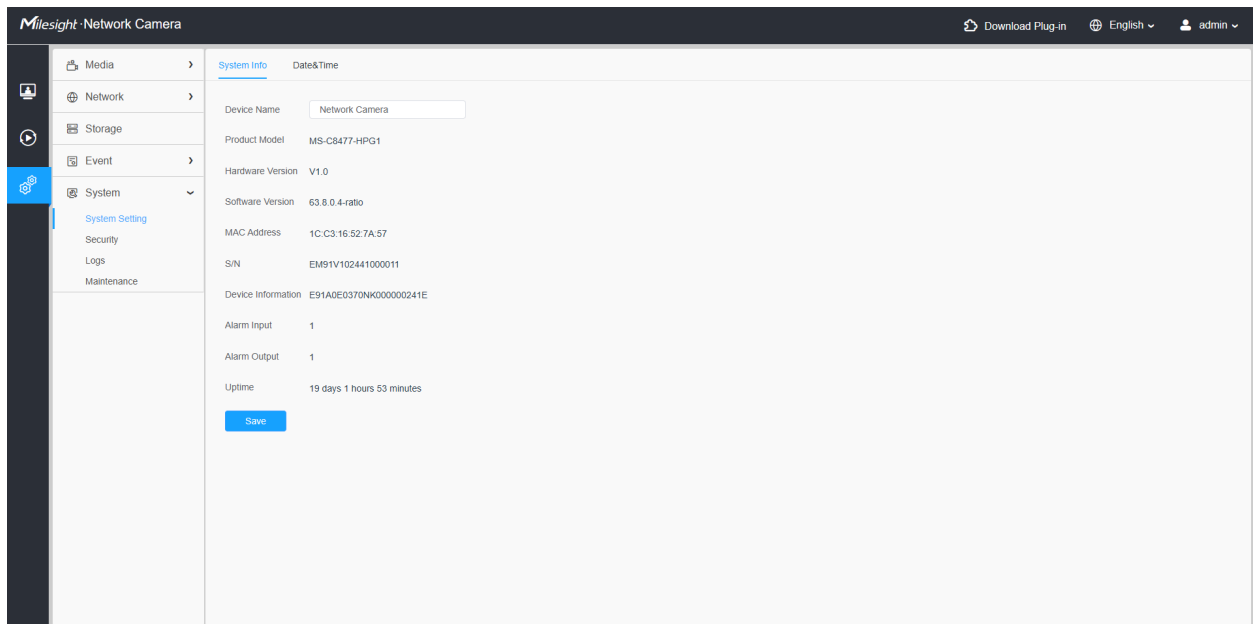 Milesight·Network Camera
Download Plug-in
English
admin
Media
Network
Storage
Event
System
System Setting
Security
Logs
Maintenance
System Info
Date&Time
Device Name Network Camera
Product Model MS-C8477-HPG1
Hardware Version V1.0
Software Version 63.8.0.4-ratio
MAC Address 1C:C3:16:52:7A:57
S/N EM91V102441000011
Device Information E91A0E0370NK000000241E
Alarm Input 1
Alarm Output 1
Uptime 19 days 1 hours 53 minutes
Save